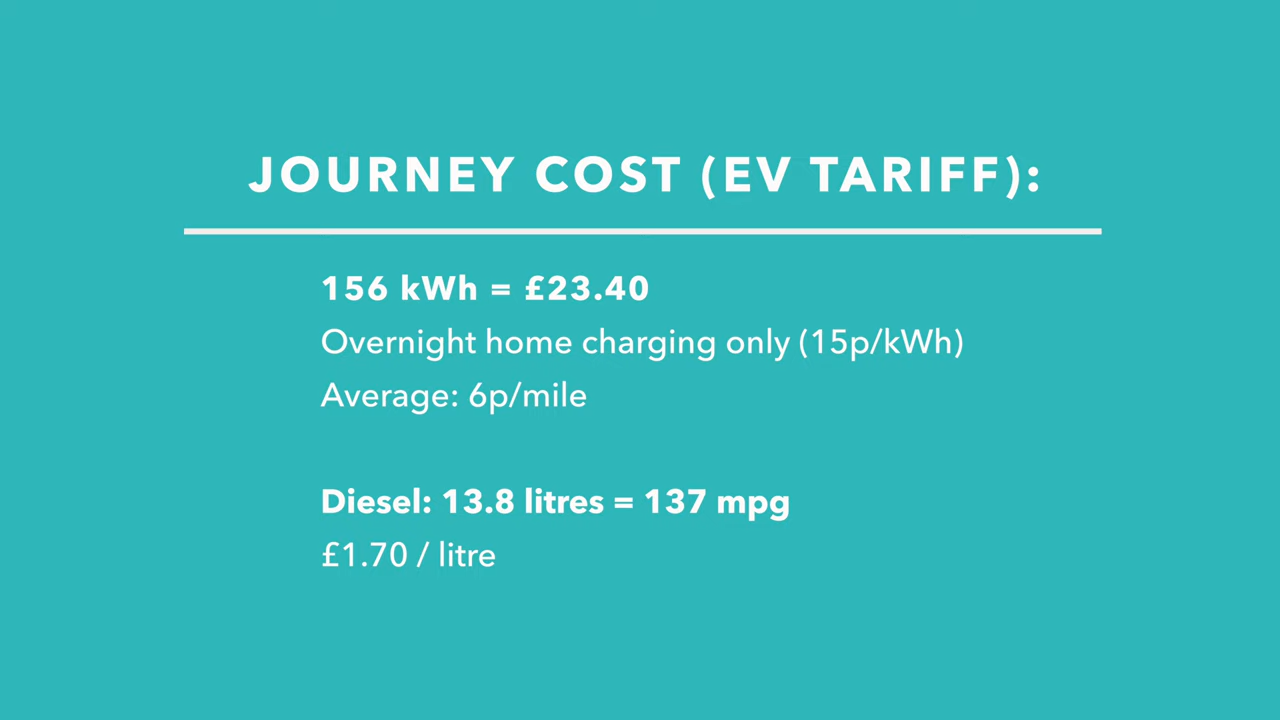 JOURNEY COST (EV TARIFF):
156 kWh = £23.40
Overnight home charging only (15p/kWh)
Average: 6p/mile
Diesel: 13.8 litres = 137 mpg
£1.70 / litre